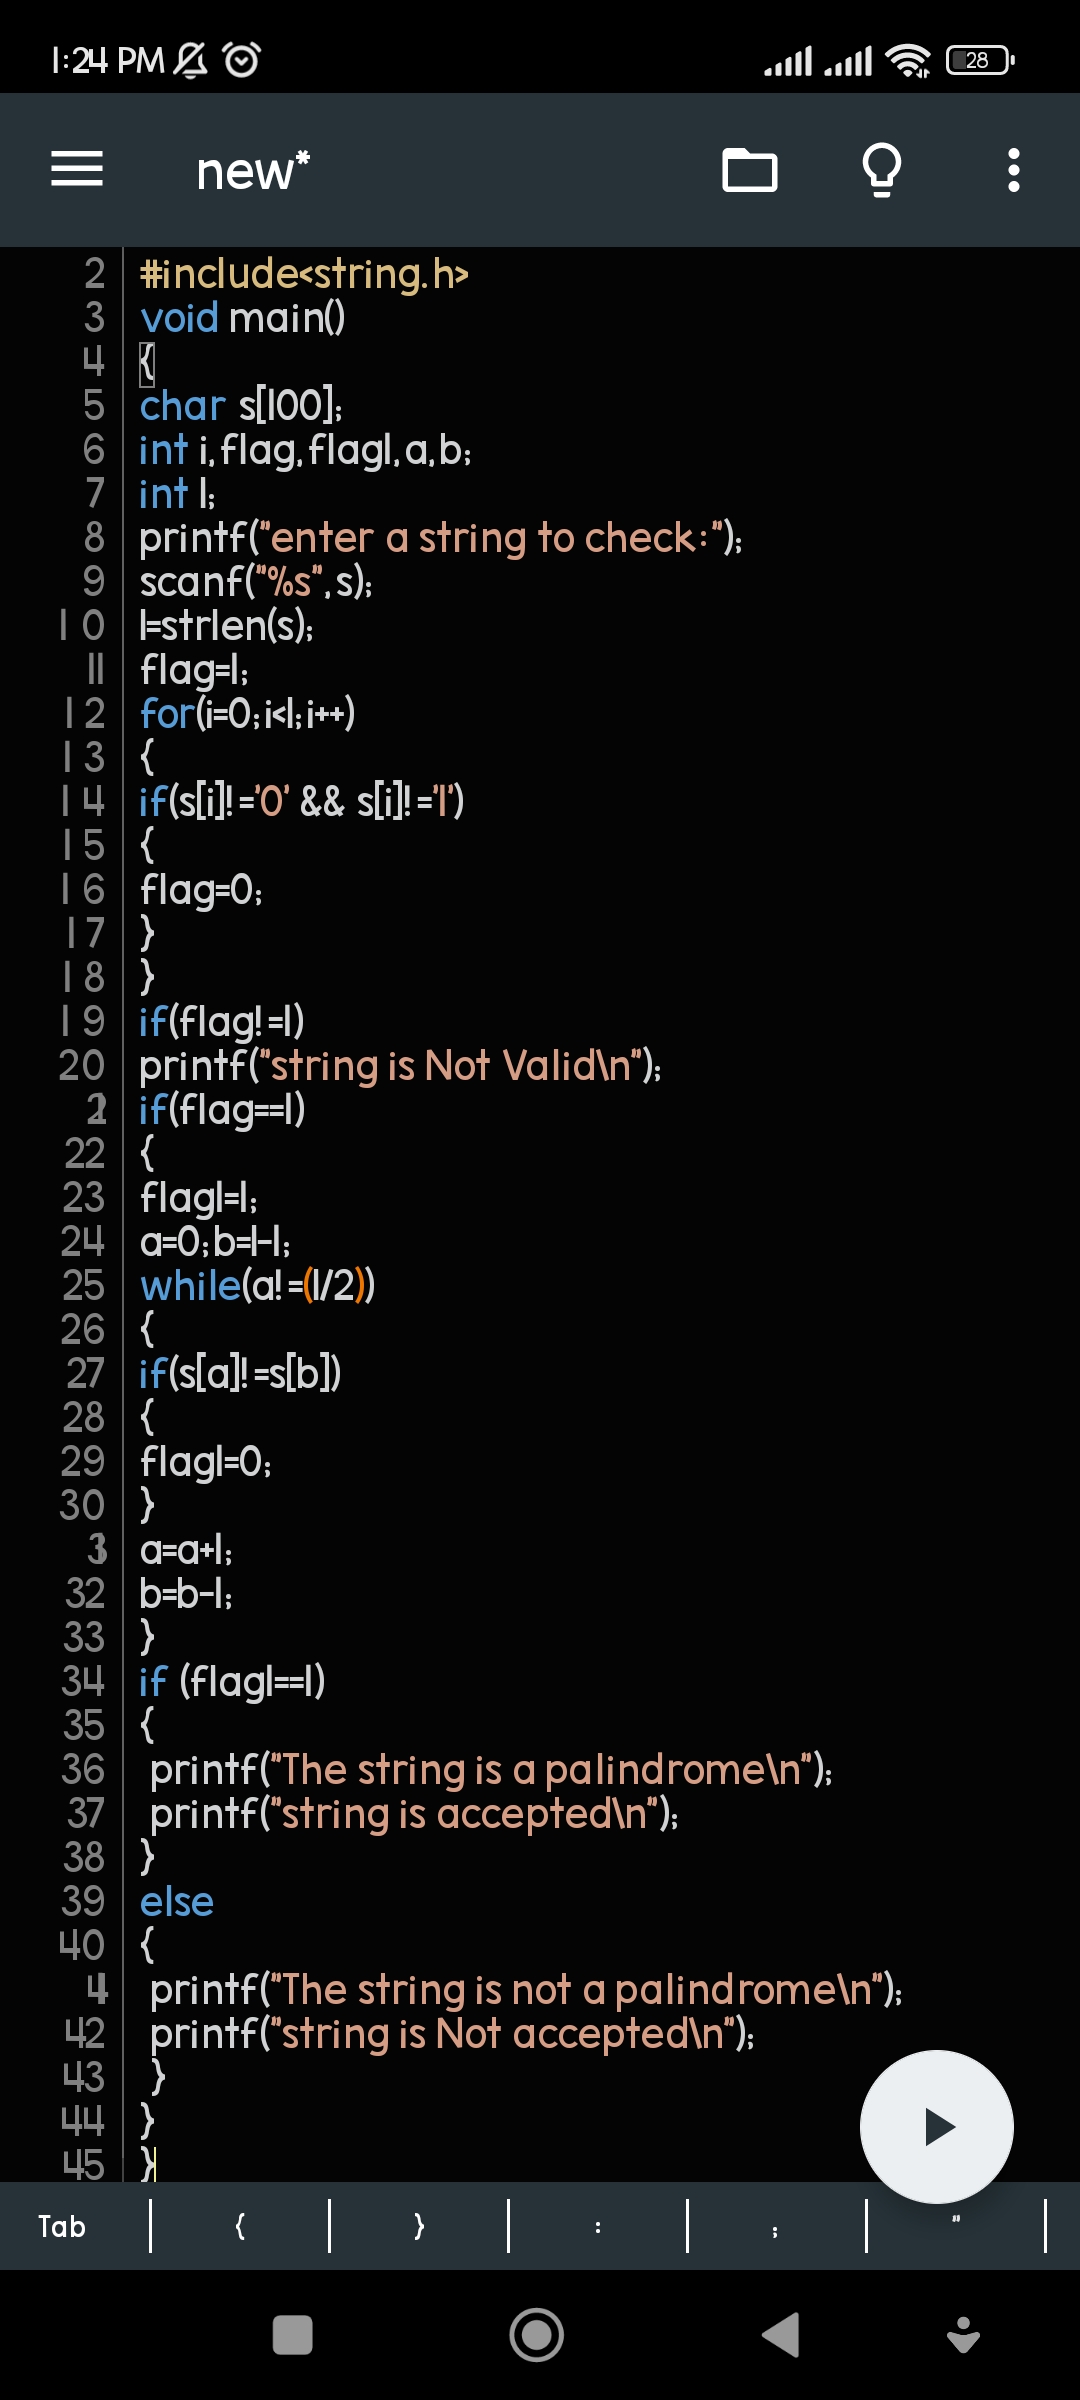 1:24 PM 28
new*
2 #include<string.h>
3 void main()
4 {
5 char s[100];
6 int i,flag,flag1,a,b;
7 int l;
8 printf("enter a string to check:");
9 scanf("%s",s);
10 l=strlen(s);
11 flag=1;
12 for(i=0;i<l;i++)
13 {
14 if(s[i]!='0' && s[i]!='1')
15 {
16 flag=0;
17 }
18 }
19 if(flag!=1)
20 printf("string is Not Valid\n");
21 if(flag==1)
22 {
23 flag1=1;
24 a=0;b=l-1;
25 while(a!=(l/2))
26 {
27 if(s[a]!=s[b])
28 {
29 flag1=0;
30 }
31 a=a+1;
32 b=b-1;
33 }
34 if (flag1==1)
35 {
36 printf("The string is a palindrome\n");
37 printf("string is accepted\n");
38 }
39 else
40 {
41 printf("The string is not a palindrome\n");
42 printf("string is Not accepted\n");
43 }
44 }
45 }
Tab { } : ; "